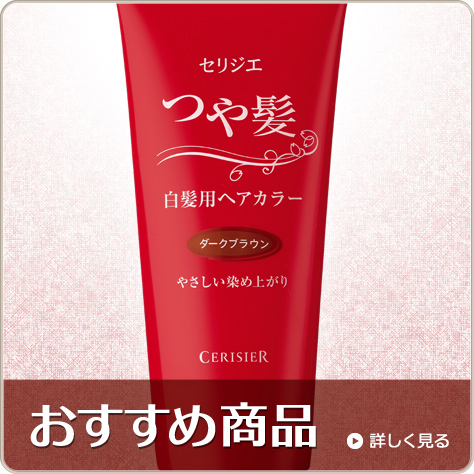 セリジエ
つや髪
白髪用ヘアカラー
ダークブラウン
やさしい染め上がり
CERISIER
おすすめ商品
詳しく見る